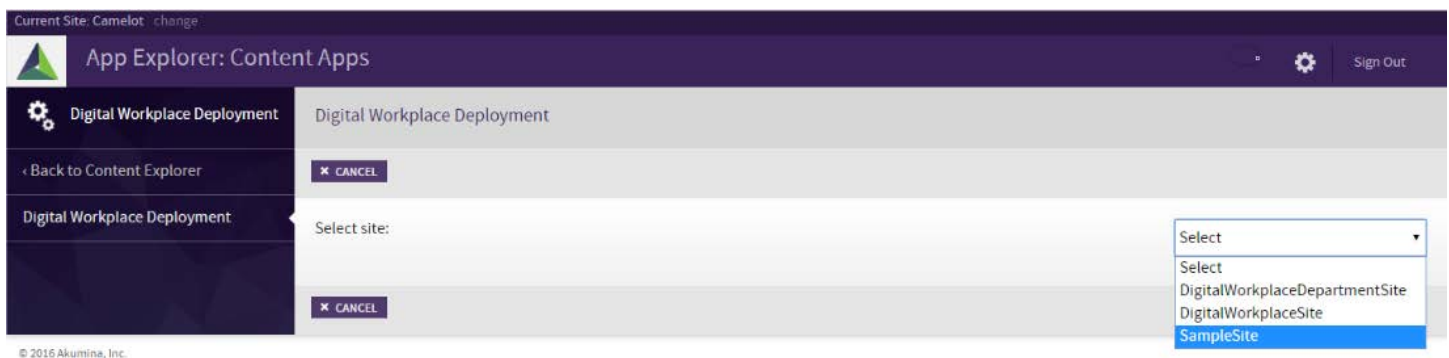 Current Site: Camelot change
App Explorer: Content Apps
Sign Out
Digital Workplace Deployment
Digital Workplace Deployment
‹ Back to Content Explorer
× CANCEL
Digital Workplace Deployment
Select site:
Select
Select
DigitalWorkplaceDepartmentSite
DigitalWorkplaceSite
SampleSite
× CANCEL
© 2016 Akumina, Inc.